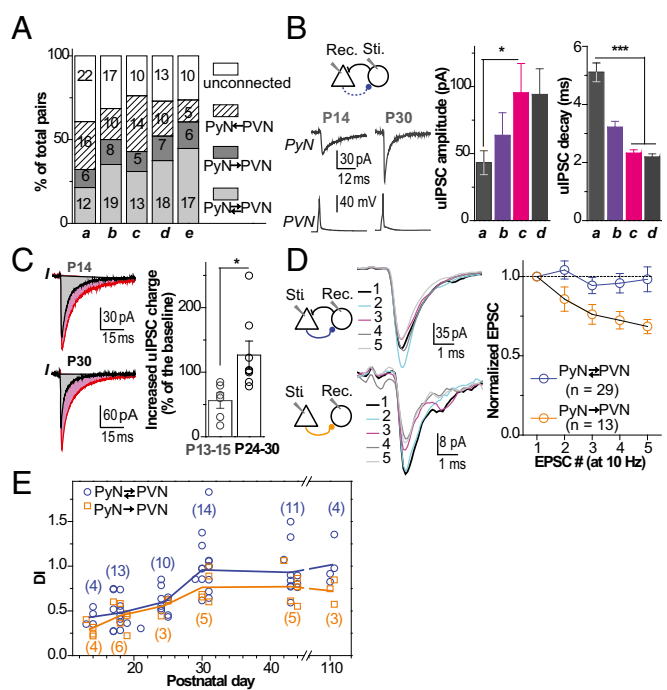 A
% of total pairs
100
50
0
22 17 10 13 10
16 10 14 10 5
6 8 5 7 6
12 19 13 18 17
a b c d e
unconnected
PyN←PVN
PyN→PVN
PyN⇄PVN
B
Rec. Sti.
P14 P30
PyN
30 pA
12 ms
40 mV
PVN
uIPSC amplitude (pA)
100
50
0
*
a b c d
uIPSC decay (ms)
6
4
2
0
***
a b c d
C
I P14
30 pA
15 ms
I P30
60 pA
15 ms
Increased uIPSC charge
(% of the baseline)
250
200
100
50
0
*
P13-15 P24-30
D
Sti. Rec.
1
2
3
4
5
35 pA
1 ms
Sti. Rec.
1
2
3
4
5
8 pA
1 ms
Normalized EPSC
1.0
0.5
0
PyN⇄PVN
(n = 29)
PyN→PVN
(n = 13)
1 2 3 4 5
EPSC # (at 10 Hz)
E
PyN⇄PVN
PyN→PVN
DI
1.5
1.0
0.5
0
(4) (13) (10) (14) (11) (4)
(4) (6) (3) (5) (5) (3)
20 30 40 110
Postnatal day